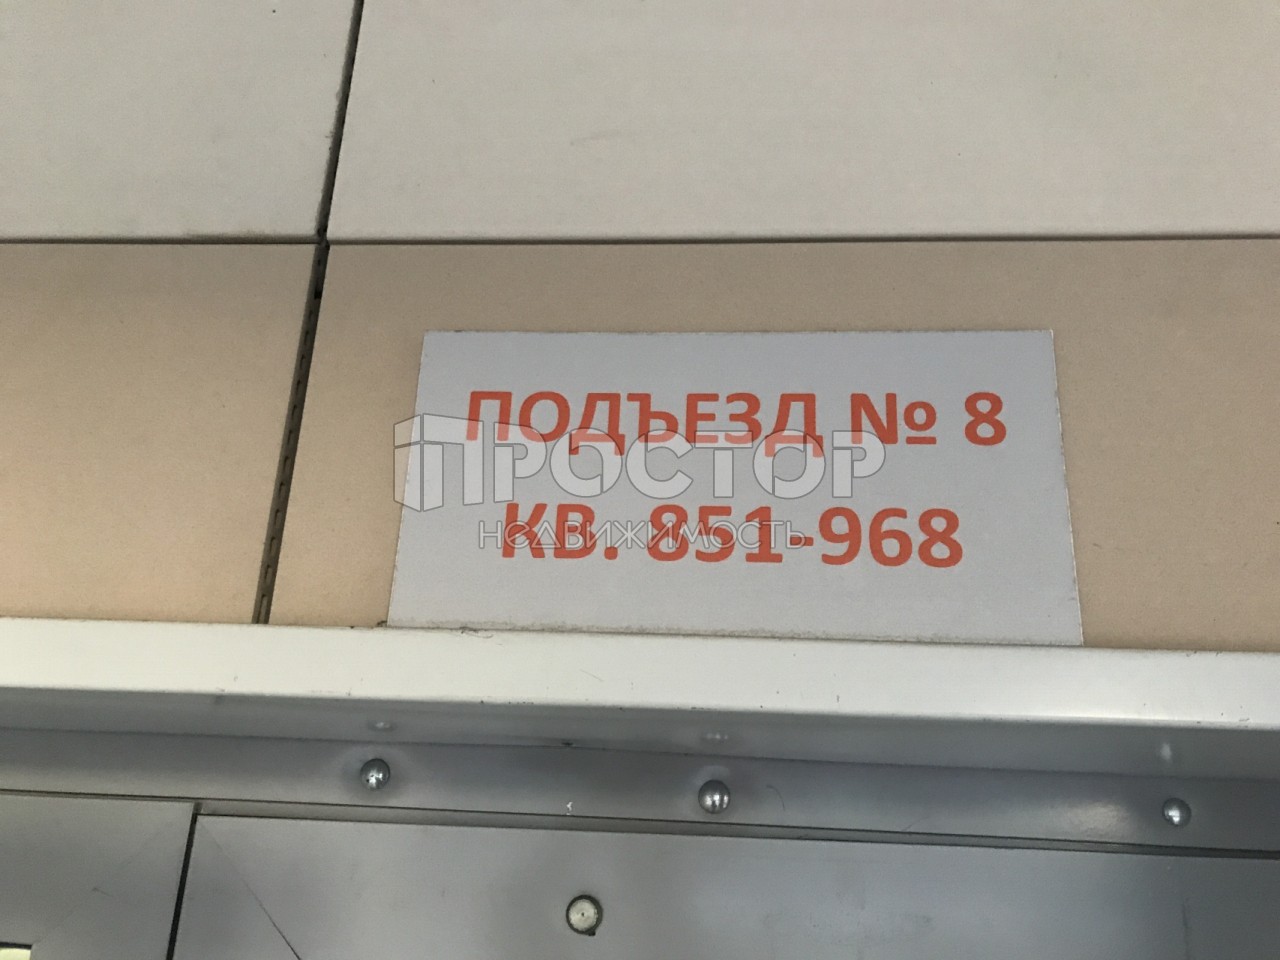 ПОДЪЕЗД № 8
ПРОСТОР
НЕДВИЖИМОСТЬ
КВ. 851-968